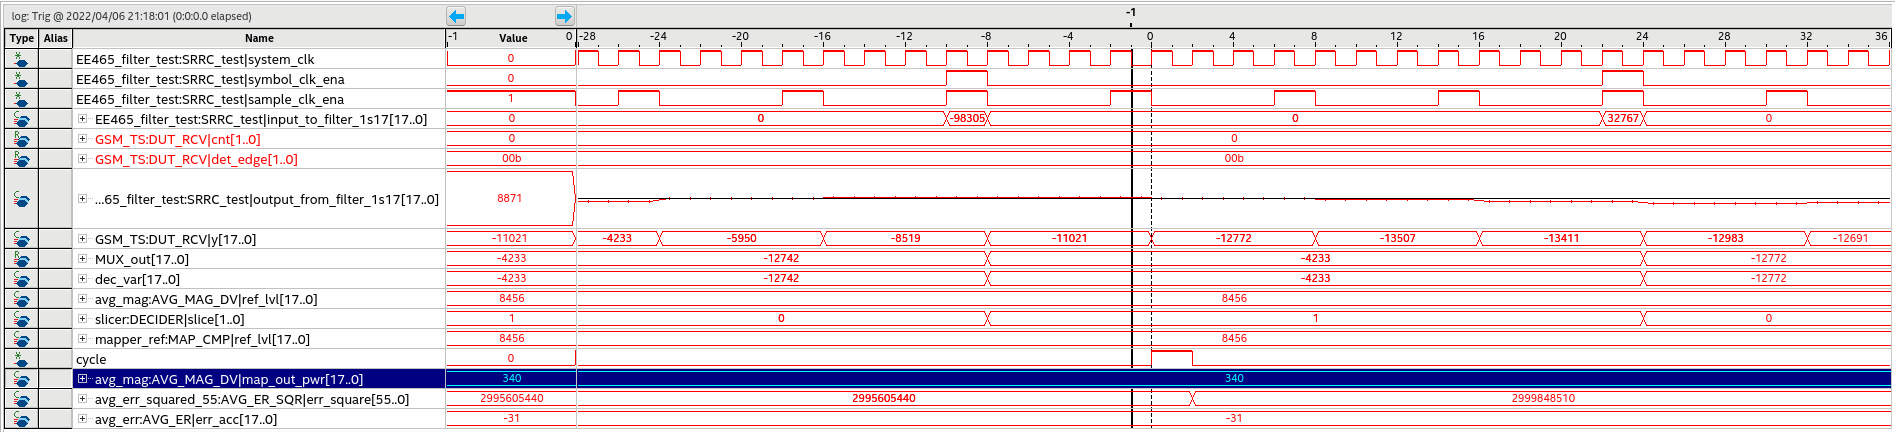 log: Trig @ 2022/04/06 21:18:01 (0:0:0.0 elapsed) -1
Type Alias Name -1 Value 0 -28 -24 -20 -16 -12 -8 -4 0 4 8 12 16 20 24 28 32 36
EE465_filter_test:SRRC_test|system_clk 0
EE465_filter_test:SRRC_test|symbol_clk_ena 0
EE465_filter_test:SRRC_test|sample_clk_ena 1
EE465_filter_test:SRRC_test|input_to_filter_1s17[17..0] 0 0 -98305 0 32767 0
GSM_TS:DUT_RCV|cnt[1..0] 0 0
GSM_TS:DUT_RCV|det_edge[1..0] 00b 00b
...65_filter_test:SRRC_test|output_from_filter_1s17[17..0] 8871
GSM_TS:DUT_RCV|y[17..0] -11021 -4233 -5950 -8519 -11021 -12772 -13507 -13411 -12983 -12691
MUX_out[17..0] -4233 -12742 -4233 -12772
dec_var[17..0] -4233 -12742 -4233 -12772
avg_mag:AVG_MAG_DV|ref_lvl[17..0] 8456 8456
slicer:DECIDER|slice[1..0] 1 0 1 0
mapper_ref:MAP_CMP|ref_lvl[17..0] 8456 8456
cycle 0
avg_mag:AVG_MAG_DV|map_out_pwr[17..0] 340 340
avg_err_squared_55:AVG_ER_SQR|err_square[55..0] 2995605440 2995605440 2999848510
avg_err:AVG_ER|err_acc[17..0] -31 -31